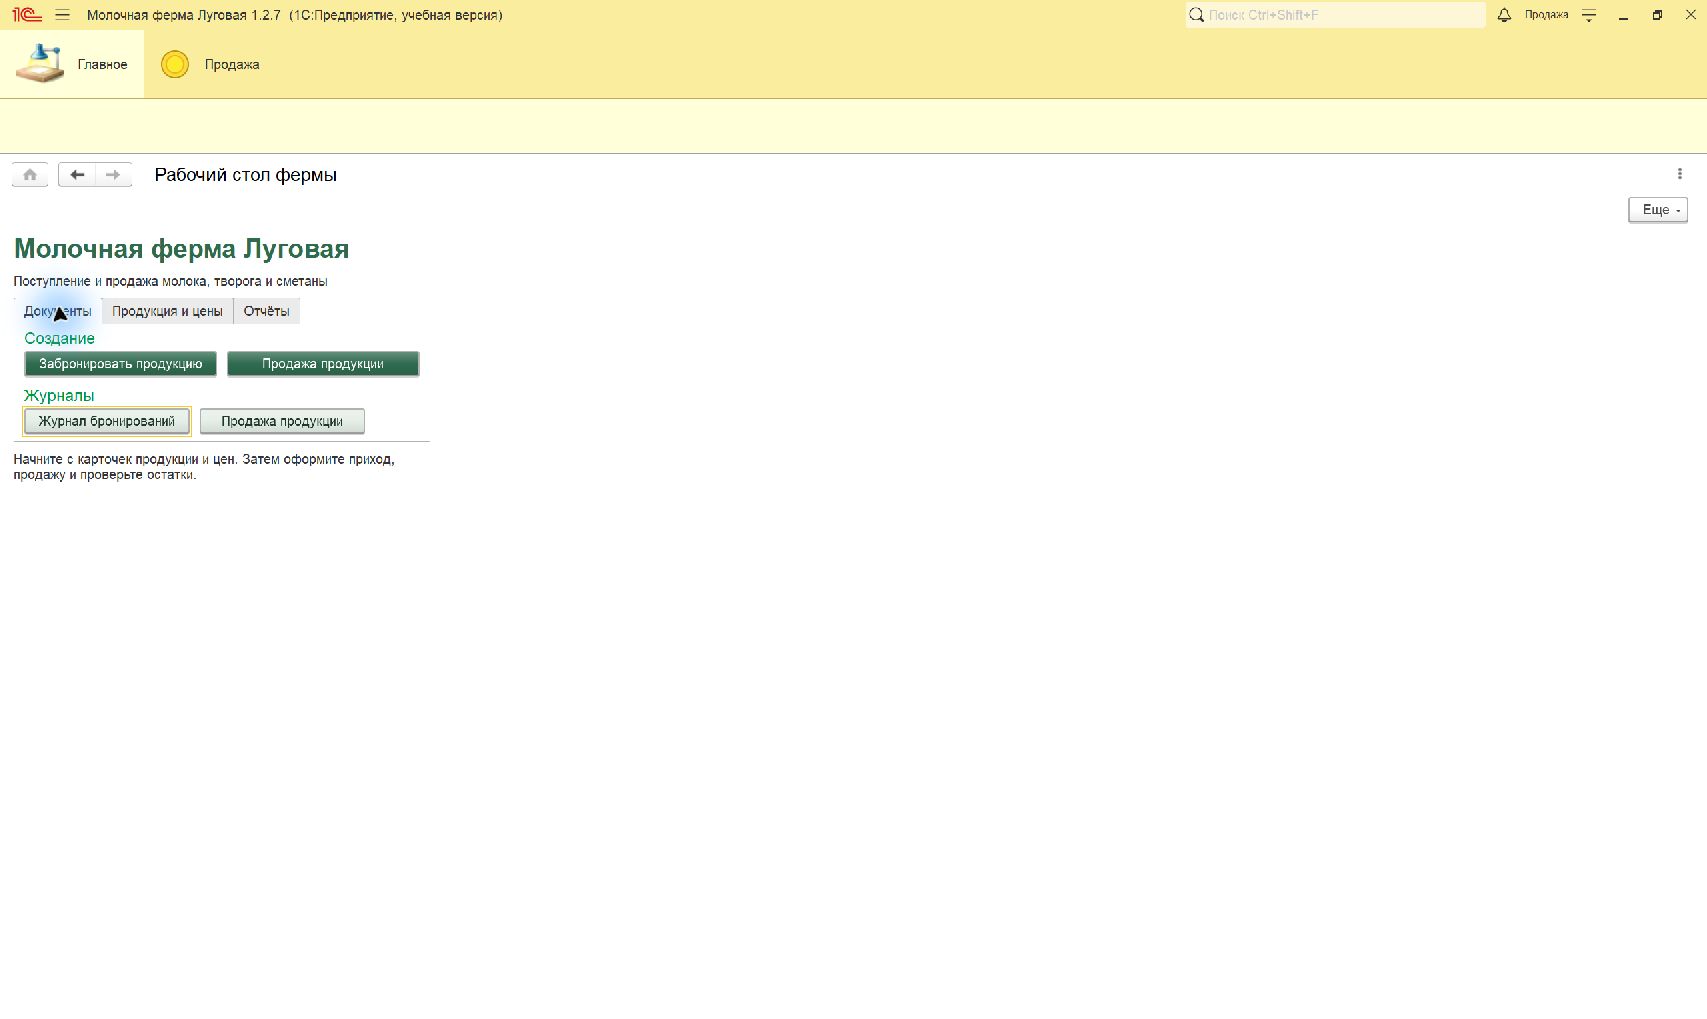 1С Молочная ферма Луговая 1.2.7 (1С:Предприятие, учебная версия) Поиск Ctrl+Shift+F Продажа
Главное Продажа
Рабочий стол фермы
Еще
Молочная ферма Луговая
Поступление и продажа молока, творога и сметаны
Документы Продукция и цены Отчёты
Создание
Забронировать продукцию Продажа продукции
Журналы
Журнал бронирований Продажа продукции
Начните с карточек продукции и цен. Затем оформите приход,
продажу и проверьте остатки.